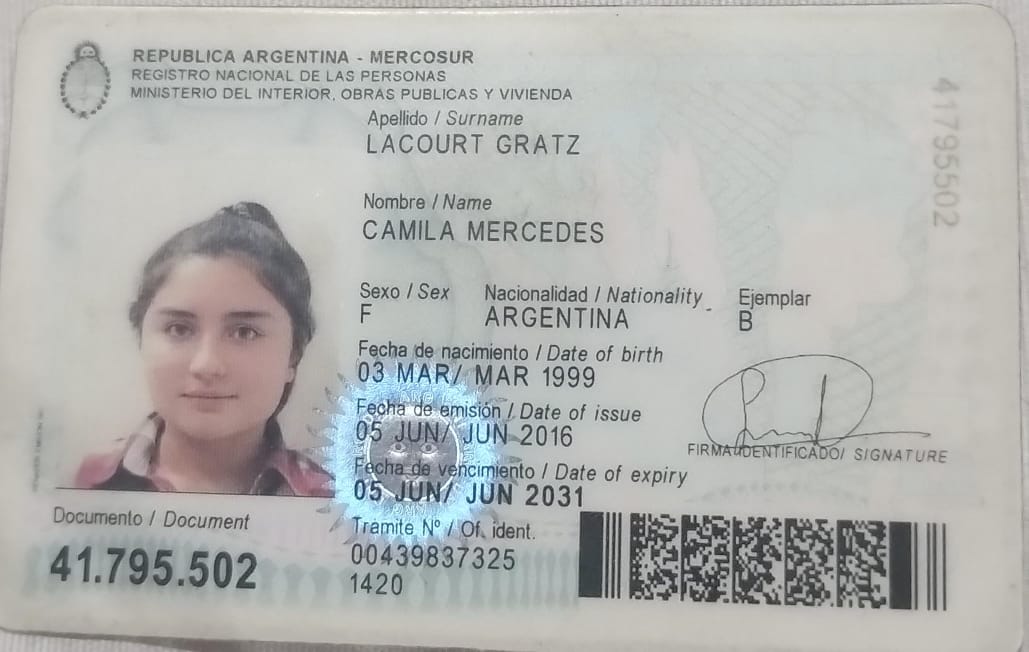 REPUBLICA ARGENTINA - MERCOSUR
REGISTRO NACIONAL DE LAS PERSONAS
MINISTERIO DEL INTERIOR, OBRAS PUBLICAS Y VIVIENDA
Apellido / Surname
LACOURT GRATZ
41795502
Nombre / Name
CAMILA MERCEDES
Sexo / Sex Nacionalidad / Nationality Ejemplar
F ARGENTINA B
Fecha de nacimiento / Date of birth
03 MAR/ MAR 1999
Fecha de emisión / Date of issue
05 JUN/ JUN 2016
FIRMA IDENTIFICADO/ SIGNATURE
Fecha de vencimiento / Date of expiry
05 JUN/ JUN 2031
Documento / Document
41.795.502
Tramite Nº / Of. ident.
00439837325
1420